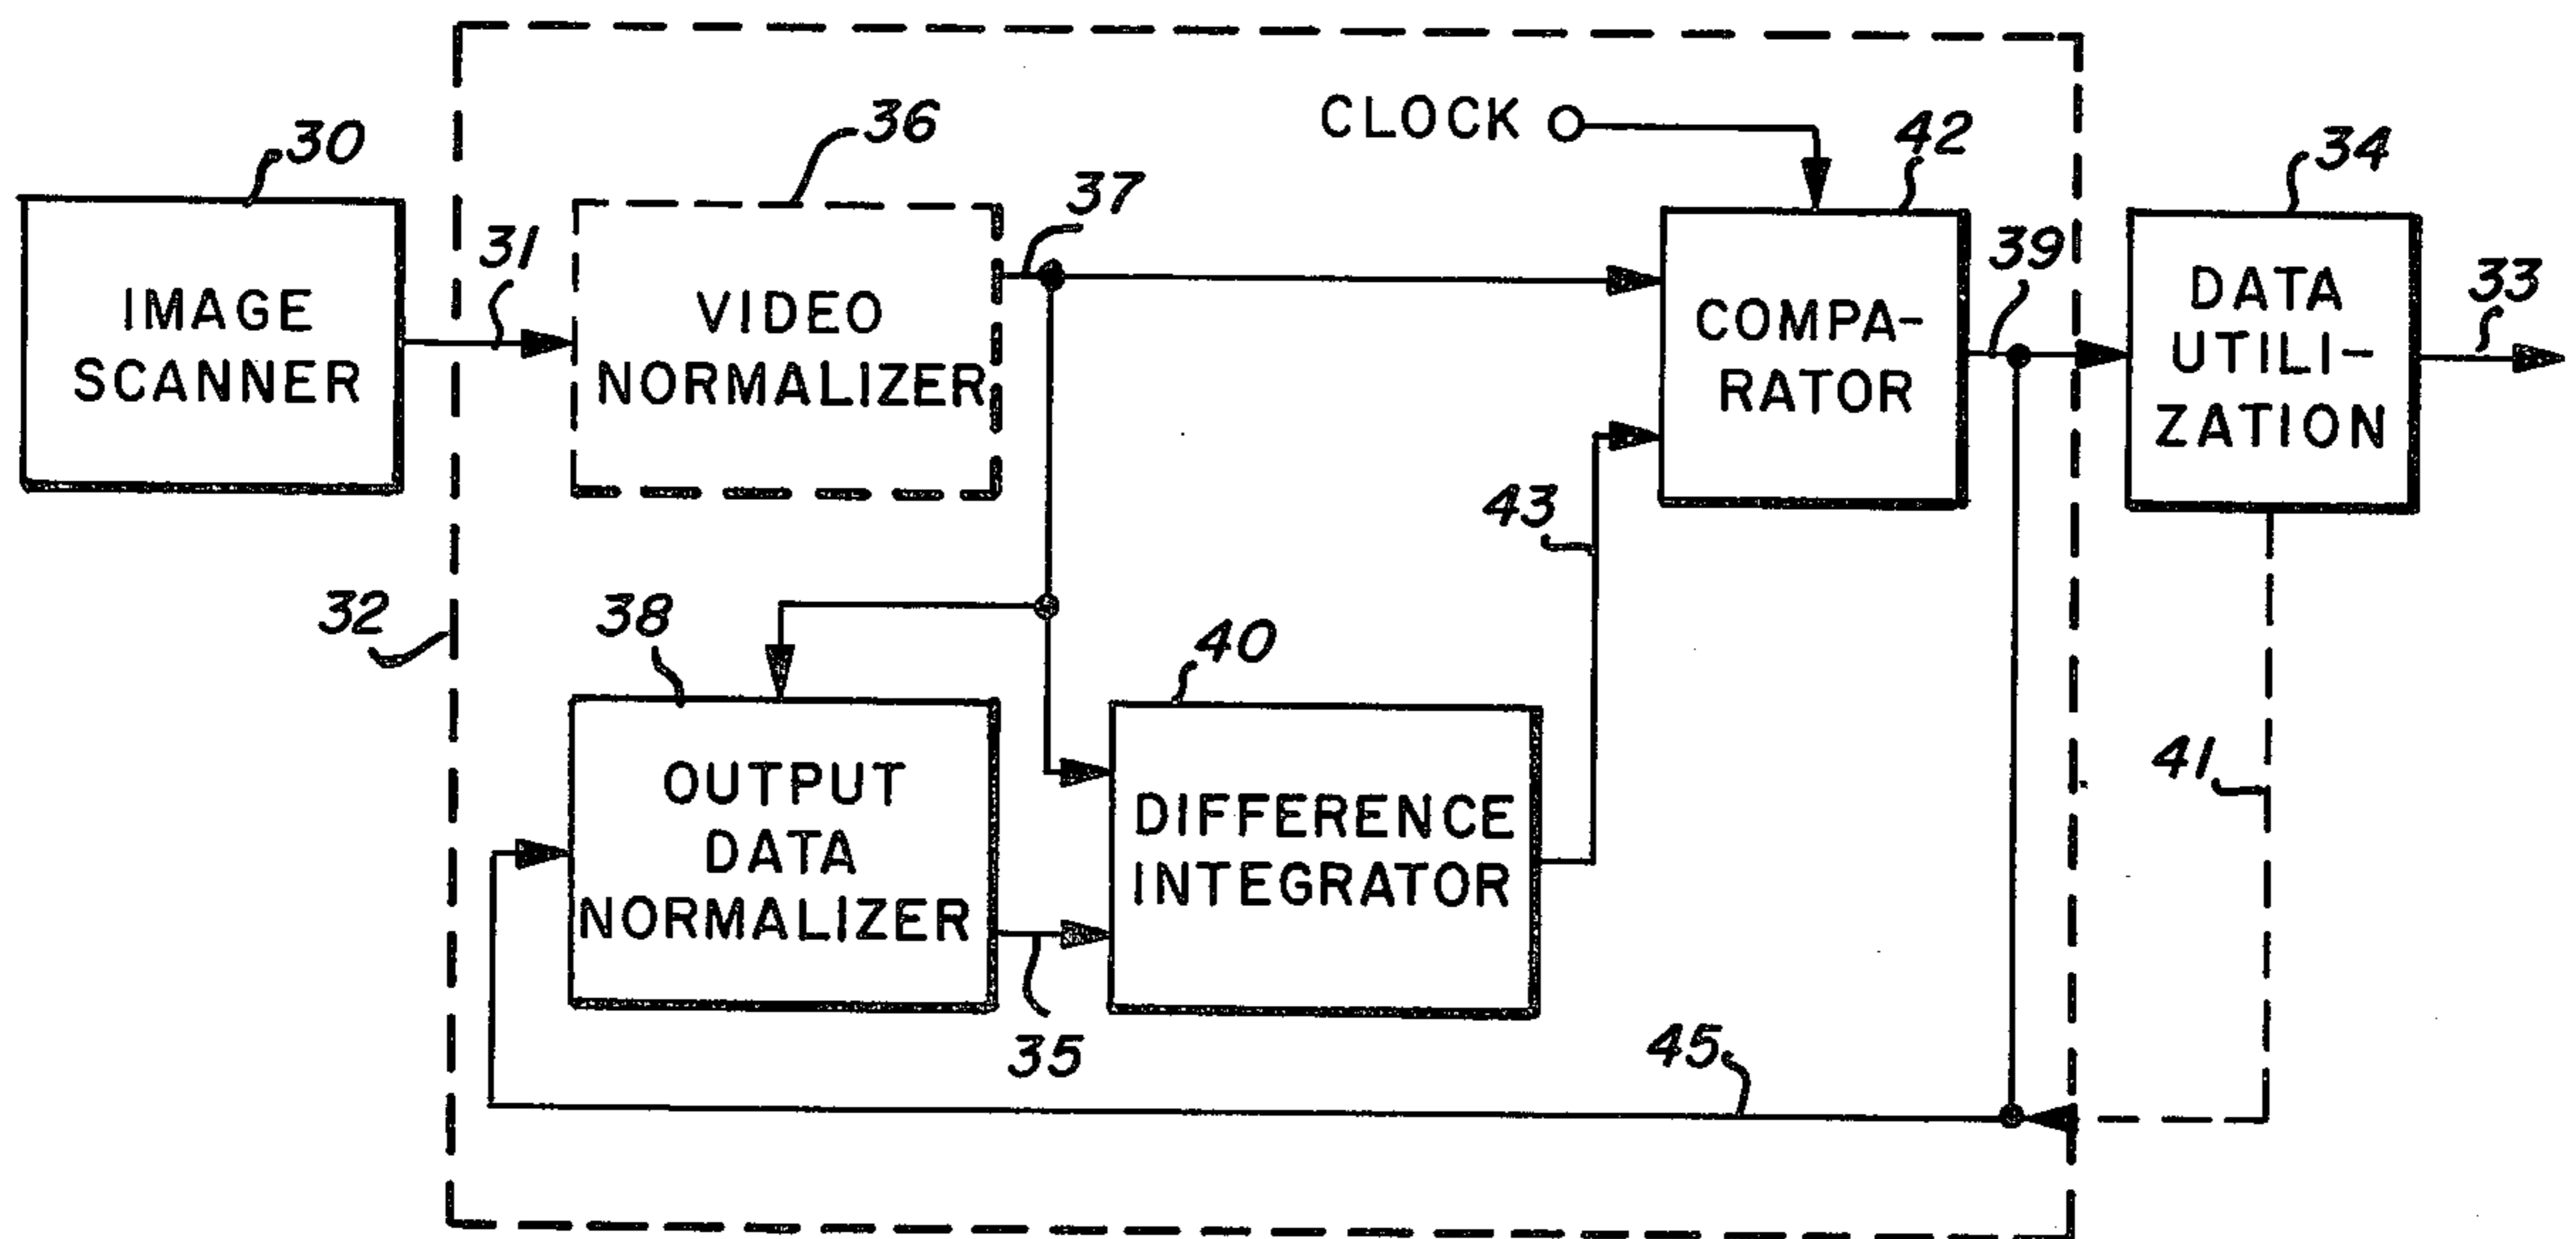 30
IMAGE
SCANNER
31
32
36
VIDEO
NORMALIZER
37
CLOCK
42
COMPA-
RATOR
39
34
DATA
UTILI-
ZATION
33
43
38
OUTPUT
DATA
NORMALIZER
35
40
DIFFERENCE
INTEGRATOR
45
41